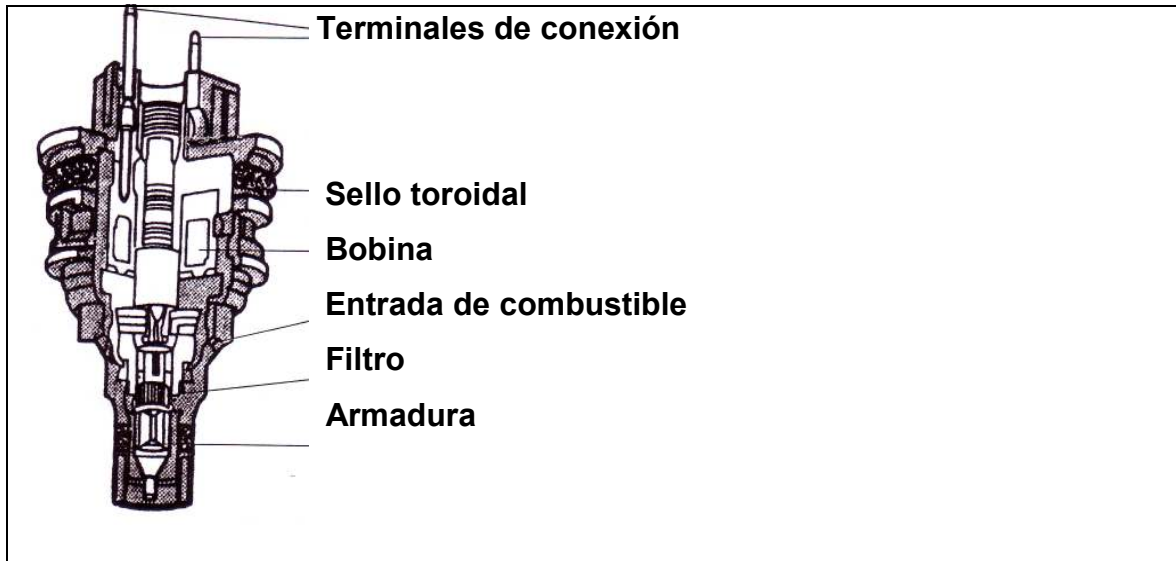 Terminales de conexión
Sello toroidal
Bobina
Entrada de combustible
Filtro
Armadura